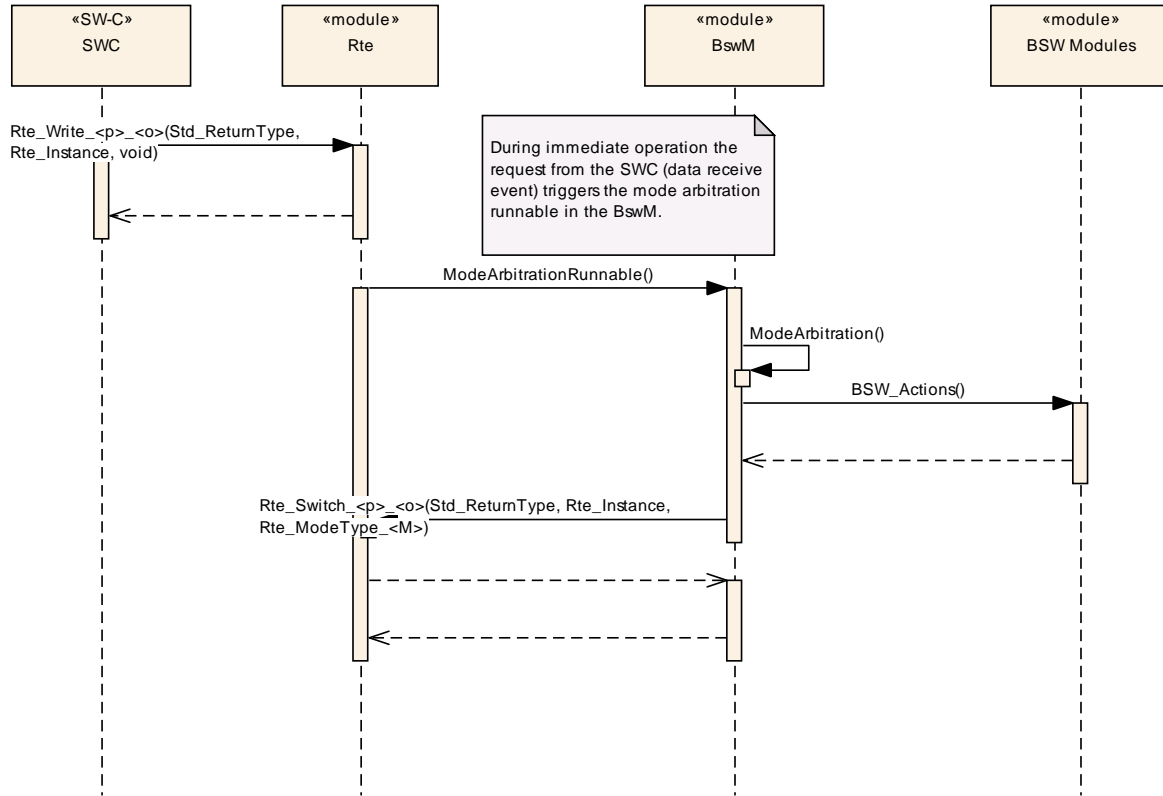 «SW-C»
SWC
«module»
Rte
«module»
BswM
«module»
BSW Modules
Rte_Write_<p>_<o>(Std_ReturnType,
Rte_Instance, void)
During immediate operation the
request from the SWC (data receive
event) triggers the mode arbitration
runnable in the BswM.
ModeArbitrationRunnable()
ModeArbitration()
BSW_Actions()
Rte_Switch_<p>_<o>(Std_ReturnType, Rte_Instance,
Rte_ModeType_<M>)